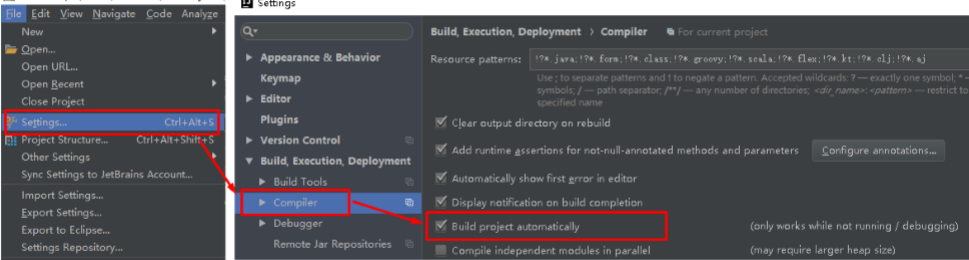 File Edit View Navigate Code Analyze
New
Open...
Open URL...
Open Recent
Close Project
Settings... Ctrl+Alt+S
Project Structure... Ctrl+Alt+Shift+S
Other Settings
Sync Settings to JetBrains Account...
Import Settings...
Export Settings...
Export to Eclipse...
Settings Repository...
Settings
Appearance & Behavior
Keymap
Editor
Plugins
Version Control
Build, Execution, Deployment
Build Tools
Compiler
Debugger
Remote Jar Repositories
Build, Execution, Deployment > Compiler For current project
Resource patterns: !?*.java;!?*.form;!?*.class;!?*.groovy;!?*.scala;!?*.flex;!?*.kt;!?*.clj;!?*.aj
Use ; to separate patterns and ! to negate a pattern. Accepted wildcards: ? — exactly one symbol; * —
symbols; / — path separator; /**/ — any number of directories; <dir_name>:<pattern> — restrict to
specified name
Clear output directory on rebuild
Add runtime assertions for not-null-annotated methods and parameters Configure annotations...
Automatically show first error in editor
Display notification on build completion
Build project automatically (only works while not running / debugging)
Compile independent modules in parallel (may require larger heap size)